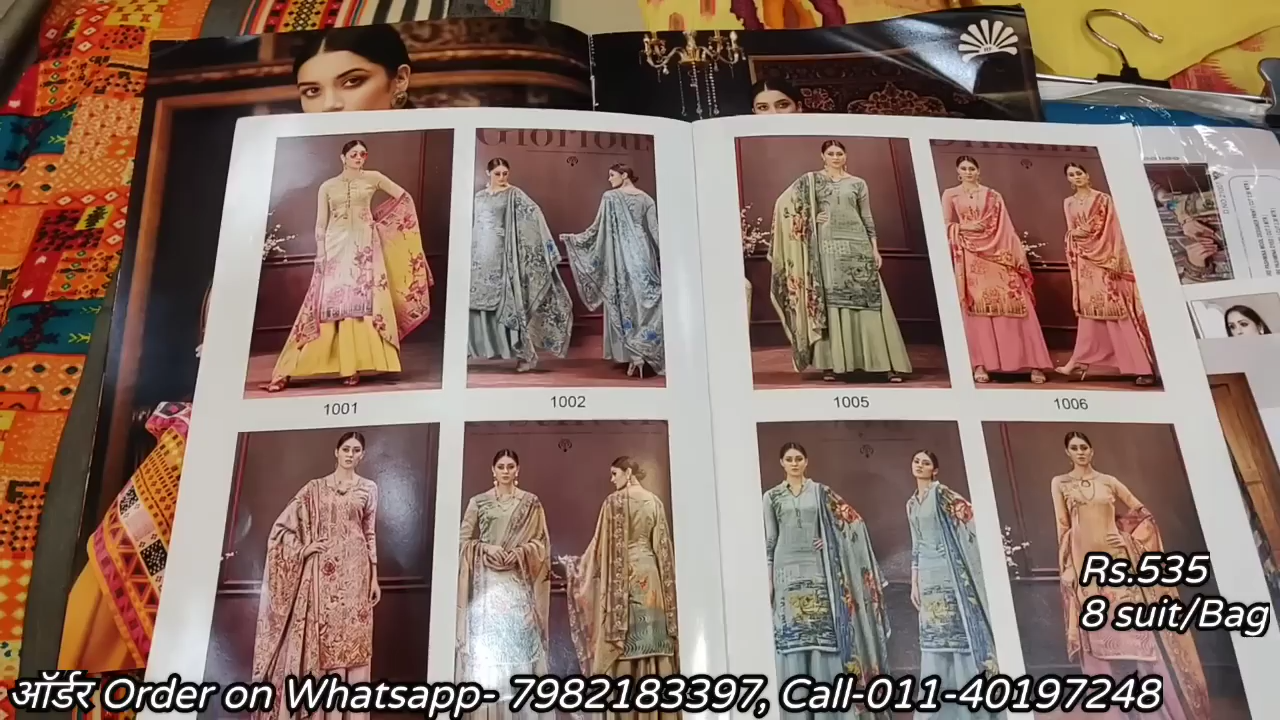 1001
1002
1005
1006
Rs.535
8 suit/Bag
ऑर्डर Order on Whatsapp- 7982183397, Call-011-40197248